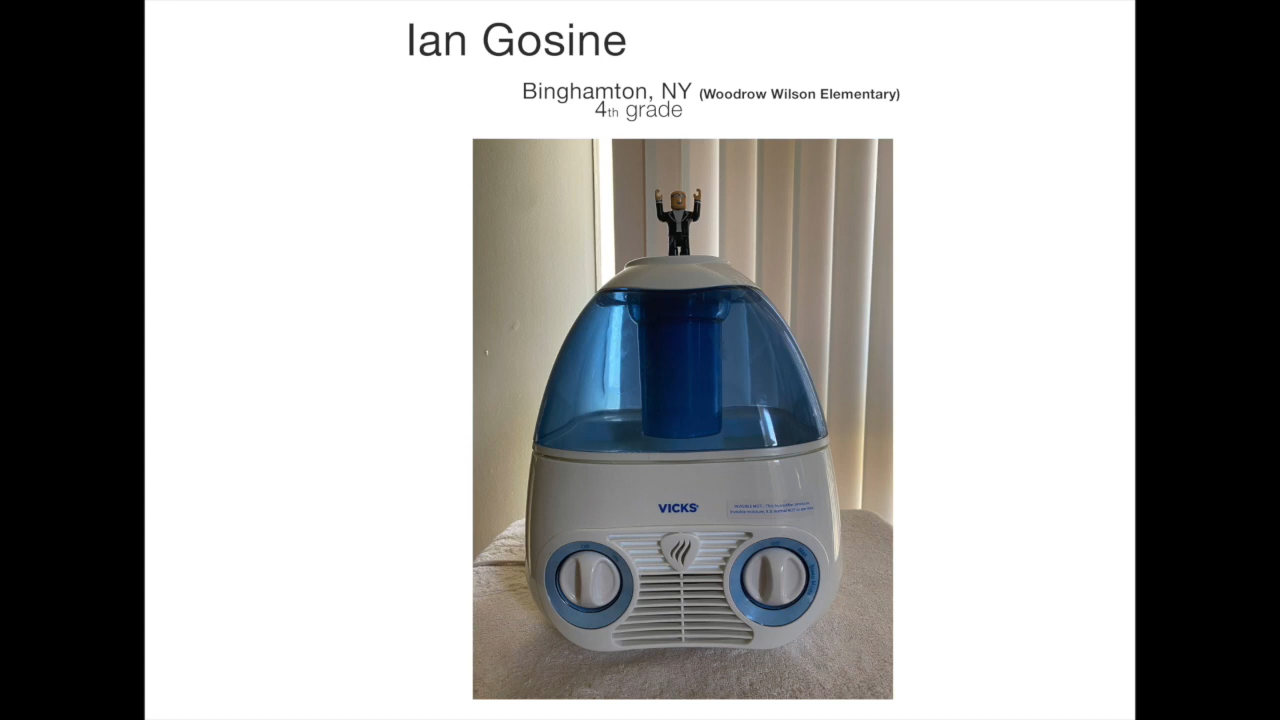 Ian Gosine
Binghamton, NY (Woodrow Wilson Elementary)
4th grade
VICKS